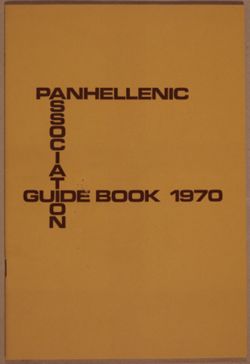 PANHELLENIC
ASSOCIATION
GUIDE BOOK 1970